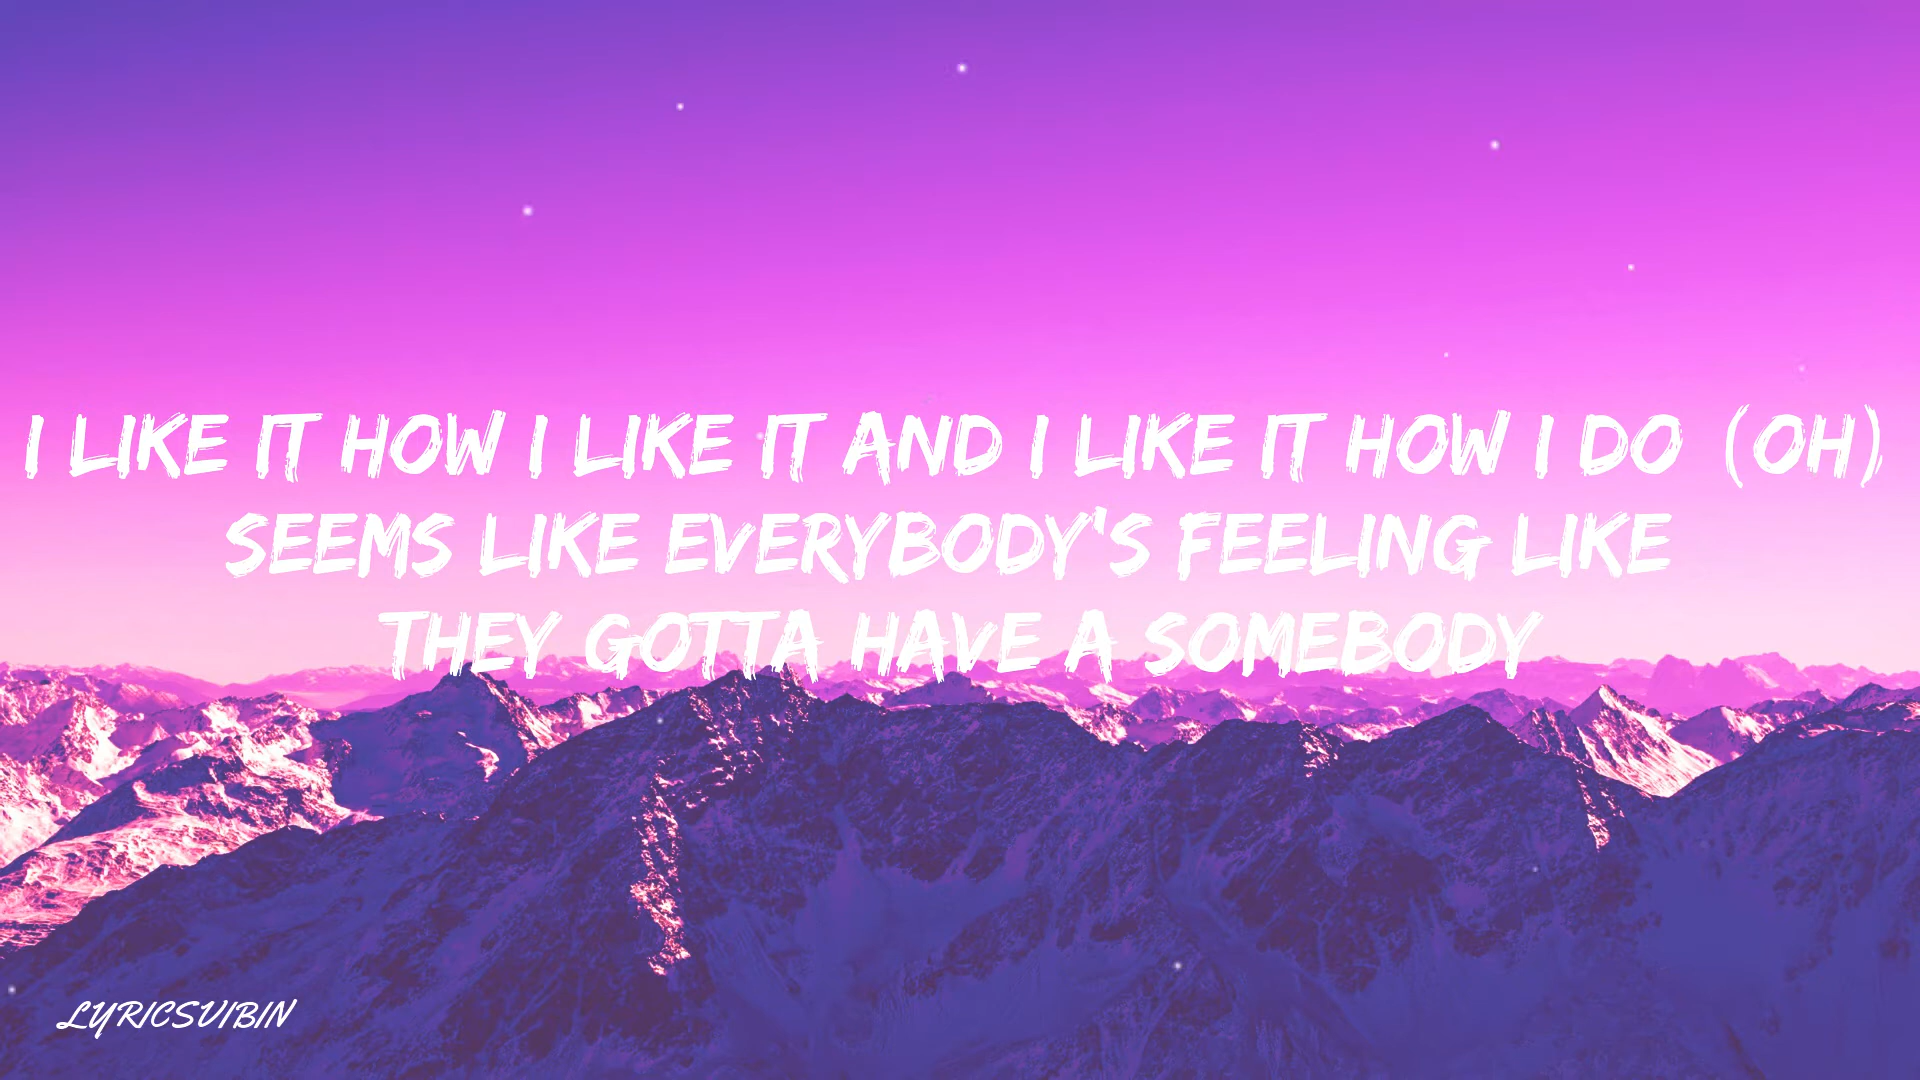 I LIKE IT HOW I LIKE IT AND I LIKE IT HOW I DO (OH)
SEEMS LIKE EVERYBODY'S FEELING LIKE
THEY GOTTA HAVE A SOMEBODY
LYRICSVIBIN